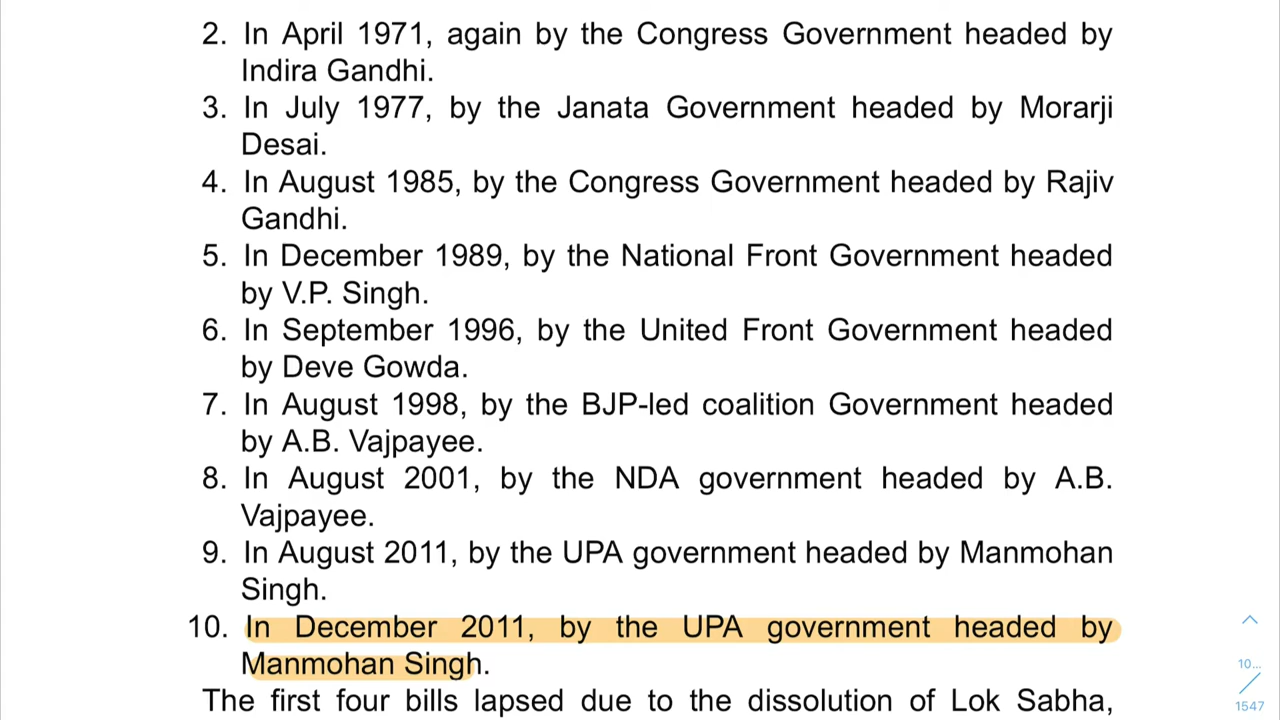 2. In April 1971, again by the Congress Government headed by
Indira Gandhi.
3. In July 1977, by the Janata Government headed by Morarji
Desai.
4. In August 1985, by the Congress Government headed by Rajiv
Gandhi.
5. In December 1989, by the National Front Government headed
by V.P. Singh.
6. In September 1996, by the United Front Government headed
by Deve Gowda.
7. In August 1998, by the BJP-led coalition Government headed
by A.B. Vajpayee.
8. In August 2001, by the NDA government headed by A.B.
Vajpayee.
9. In August 2011, by the UPA government headed by Manmohan
Singh.
10. In December 2011, by the UPA government headed by
Manmohan Singh.
The first four bills lapsed due to the dissolution of Lok Sabha,
10...
1547